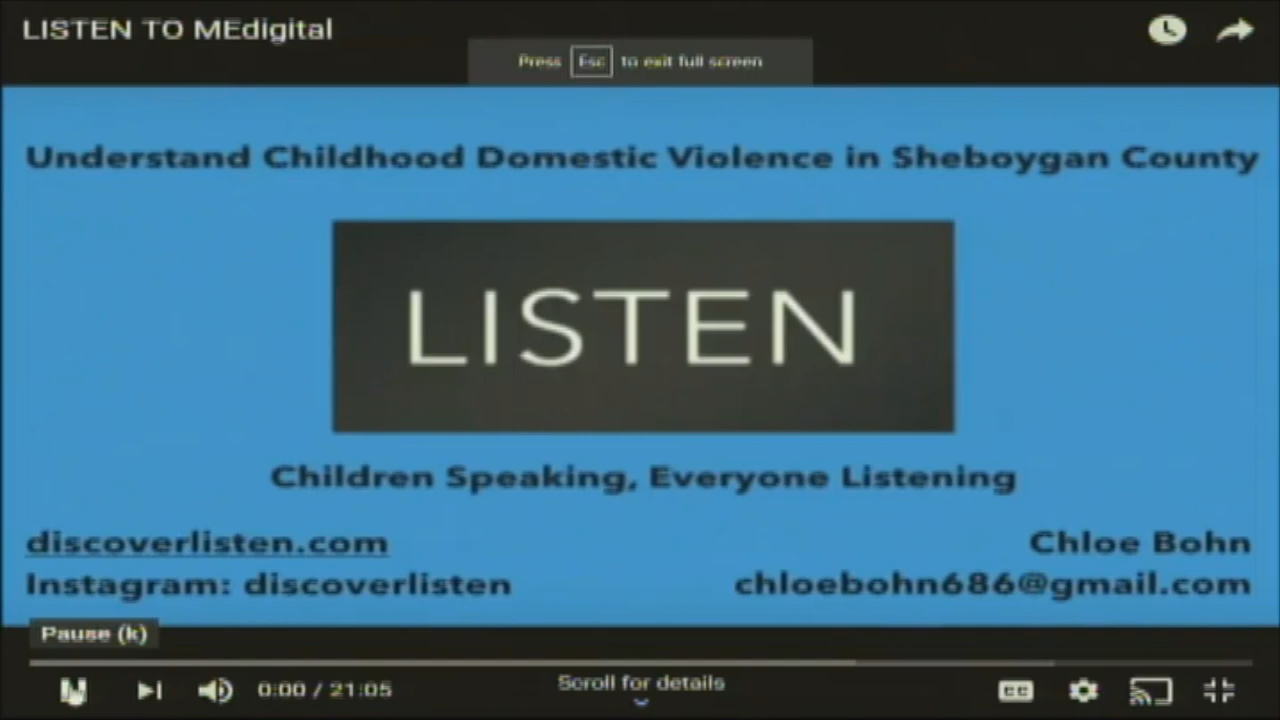 LISTEN TO MEdigital
Press Esc to exit full screen
Understand Childhood Domestic Violence in Sheboygan County
LISTEN
Children Speaking, Everyone Listening
discoverlisten.com
Chloe Bohn
Instagram: discoverlisten
chloebohn686@gmail.com
Pause (k)
0:00 / 21:05
Scroll for details
CC